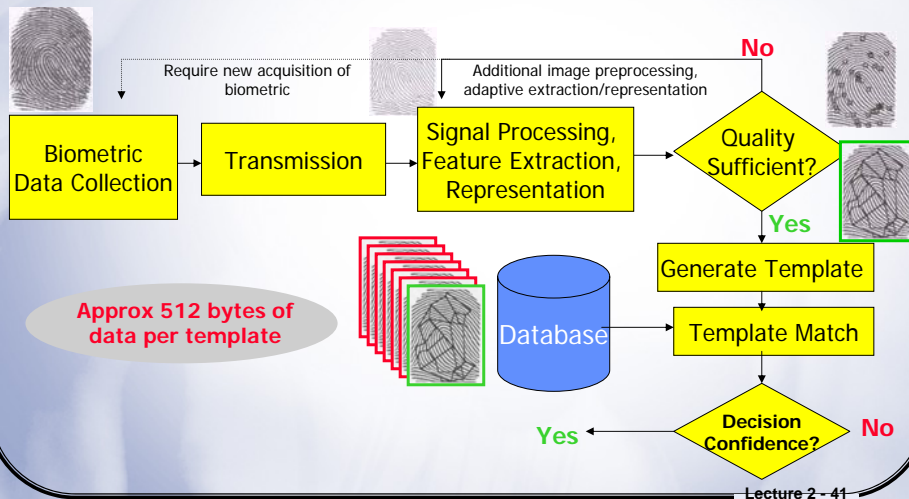 No
Require new acquisition of
biometric
Additional image preprocessing,
adaptive extraction/representation
Biometric
Data Collection
Transmission
Signal Processing,
Feature Extraction,
Representation
Quality
Sufficient?
Yes
Generate Template
Approx 512 bytes of
data per template
Database
Template Match
Decision
Confidence?
Yes
No
Lecture 2 - 41